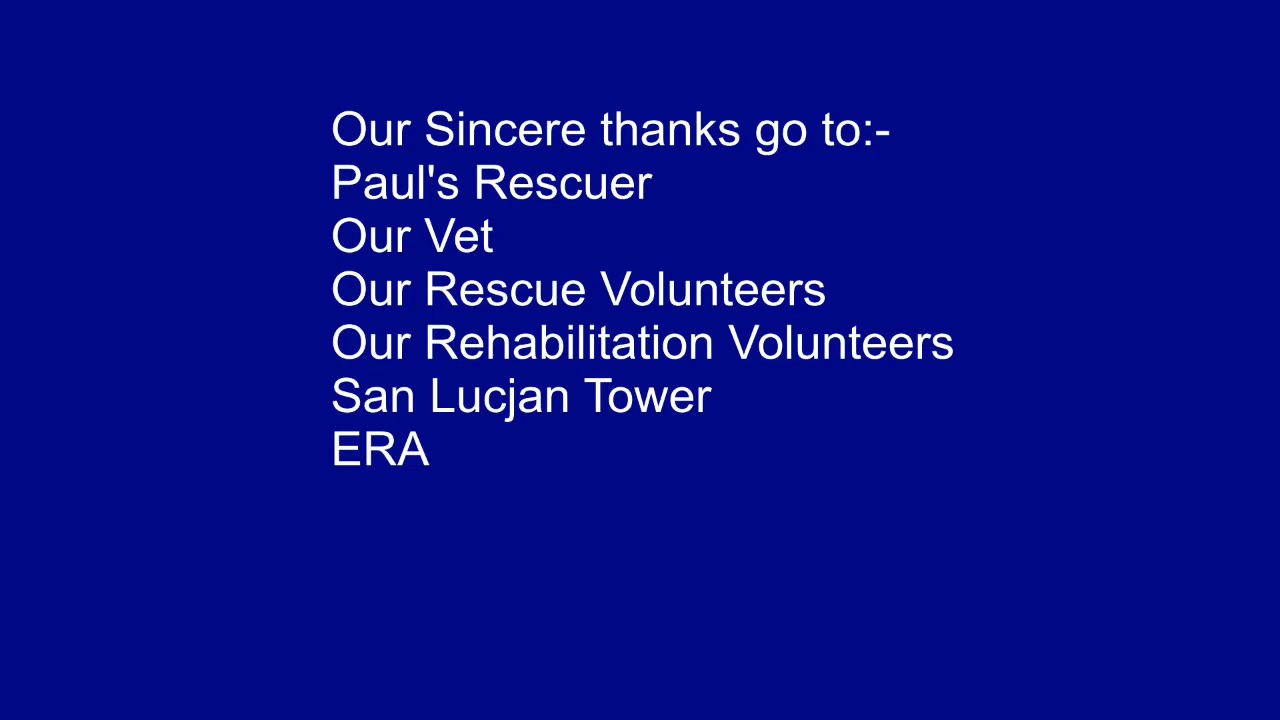 Our Sincere thanks go to:-
Paul's Rescuer
Our Vet
Our Rescue Volunteers
Our Rehabilitation Volunteers
San Lucjan Tower
ERA